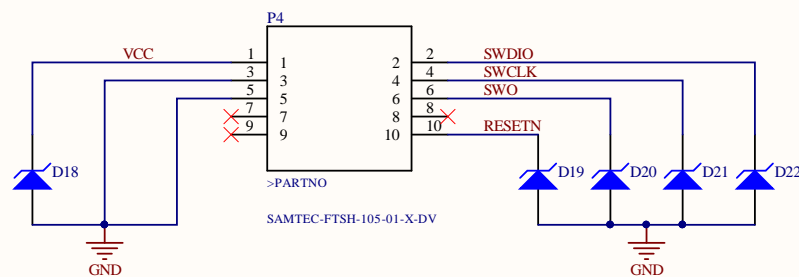 P4
VCC 1 1 2 2 SWDIO
3 3 4 4 SWCLK
5 5 6 6 SWO
7 7 8 8
9 9 10 10 RESETN
D18 D19 D20 D21 D22
>PARTNO
SAMTEC-FTSH-105-01-X-DV
GND GND